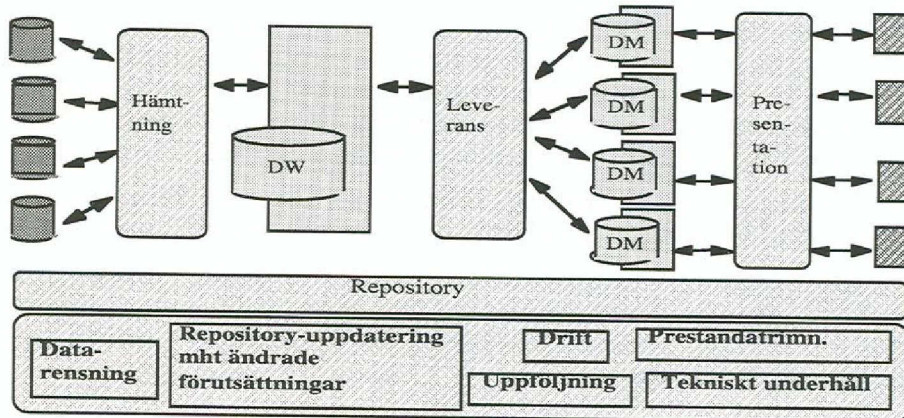 Hämt-
ning
DW
Leve-
rans
DM
DM
DM
DM
Pre-
sen-
ta-
tion
Repository
Data-
rensning
Repository-uppdatering
mht ändrade
förutsättningar
Drift
Prestandatrimn.
Uppföljning
Tekniskt underhåll